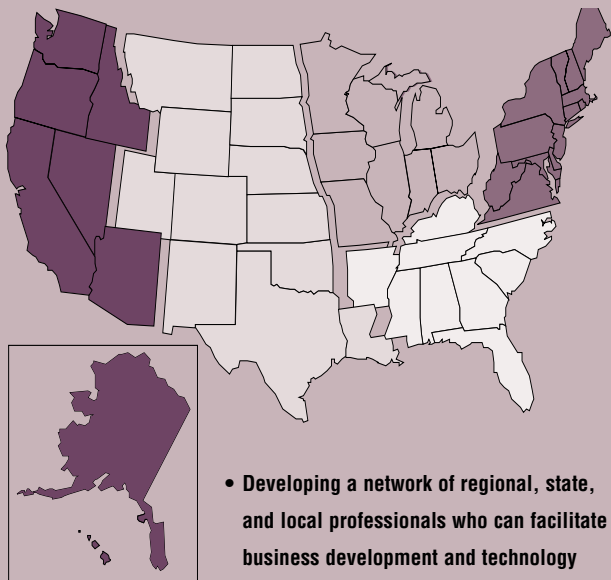 • Developing a network of regional, state,
and local professionals who can facilitate
business development and technology